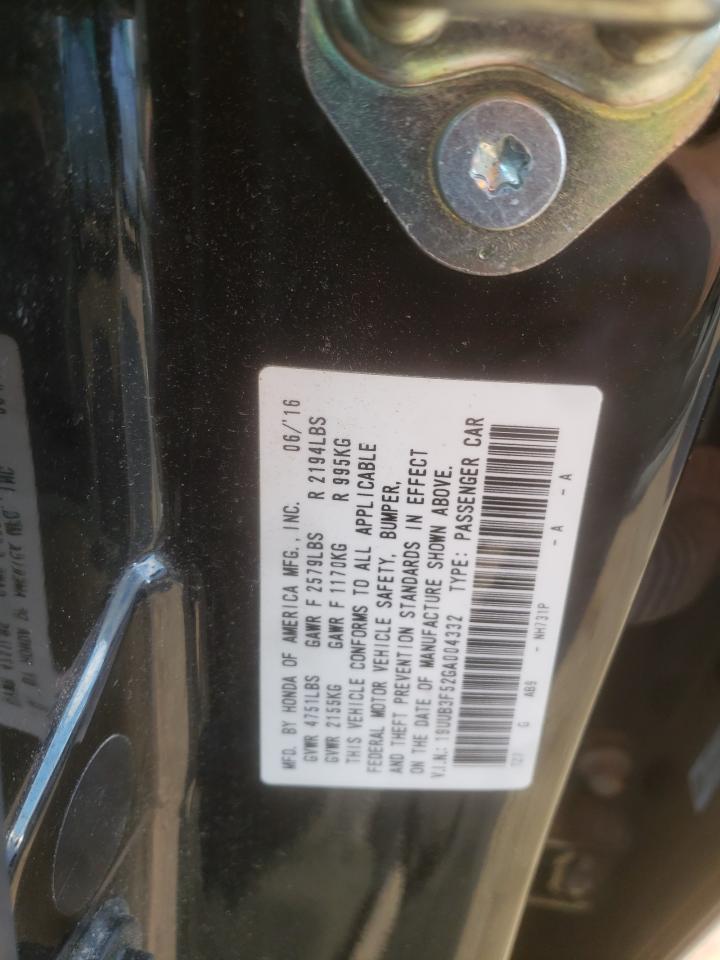 MFD. BY HONDA OF AMERICA MFG., INC. 06/'16
GVWR 4751LBS GAWR F 2579LBS R 2194LBS
GVWR 2155KG GAWR F 1170KG R 995KG
THIS VEHICLE CONFORMS TO ALL APPLICABLE
FEDERAL MOTOR VEHICLE SAFETY, BUMPER,
AND THEFT PREVENTION STANDARDS IN EFFECT
ON THE DATE OF MANUFACTURE SHOWN ABOVE.
V.I.N.: 19UUB3F52GA004332 TYPE: PASSENGER CAR
G AB9 - NH731P - A - A